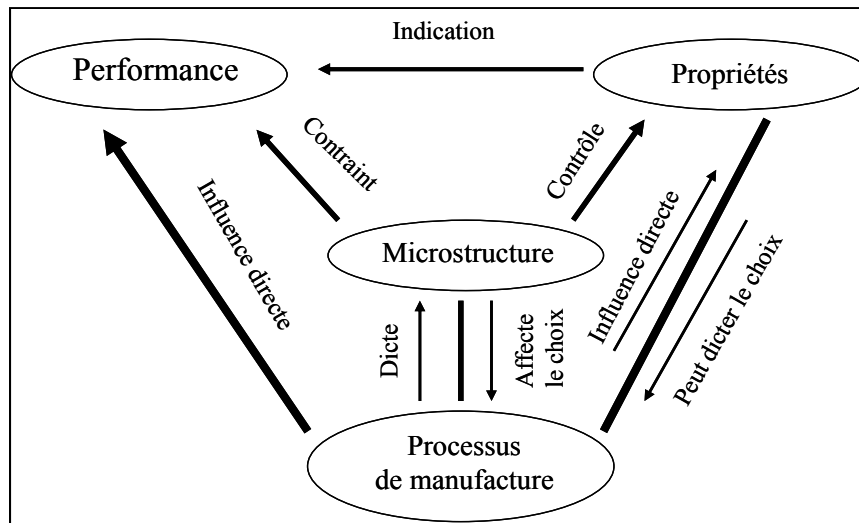 Indication
Performance
Propriétés
Contraint
Contrôle
Influence directe
Microstructure
Influence directe
Peut dicter le choix
Dicte
Affecte
le choix
Processus
de manufacture